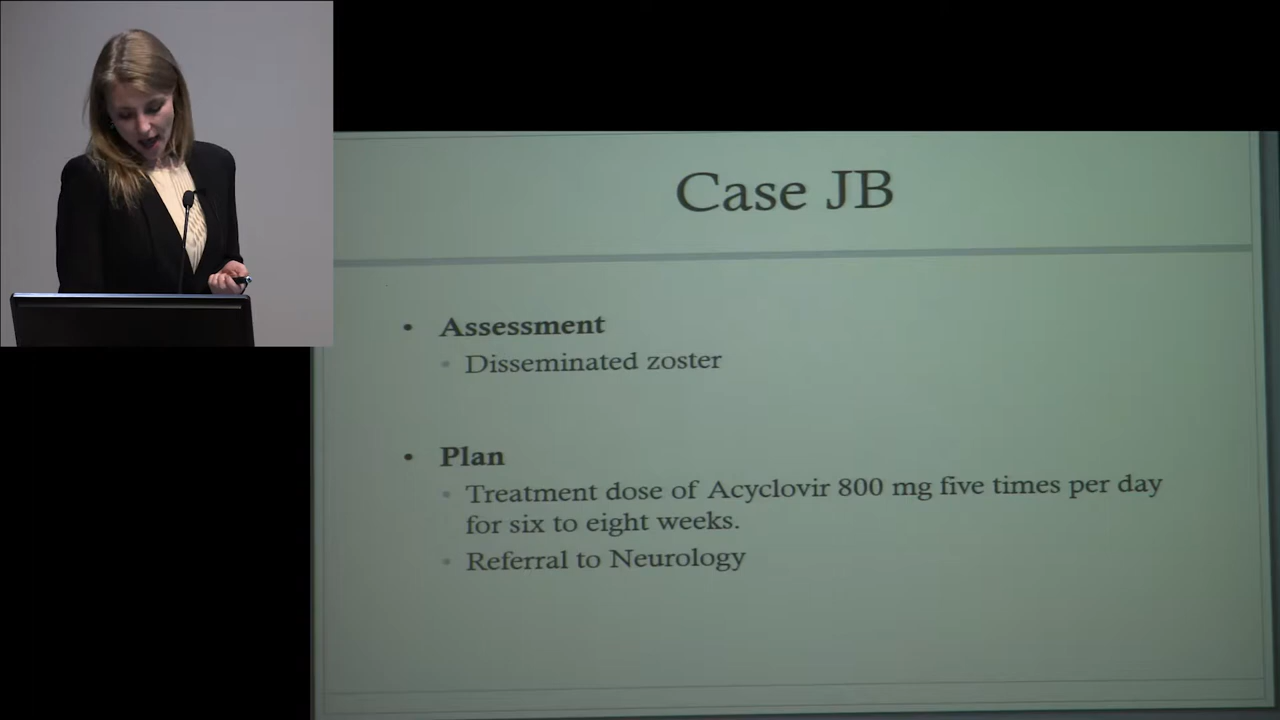 Case JB
• Assessment
• Disseminated zoster
• Plan
• Treatment dose of Acyclovir 800 mg five times per day
for six to eight weeks.
• Referral to Neurology